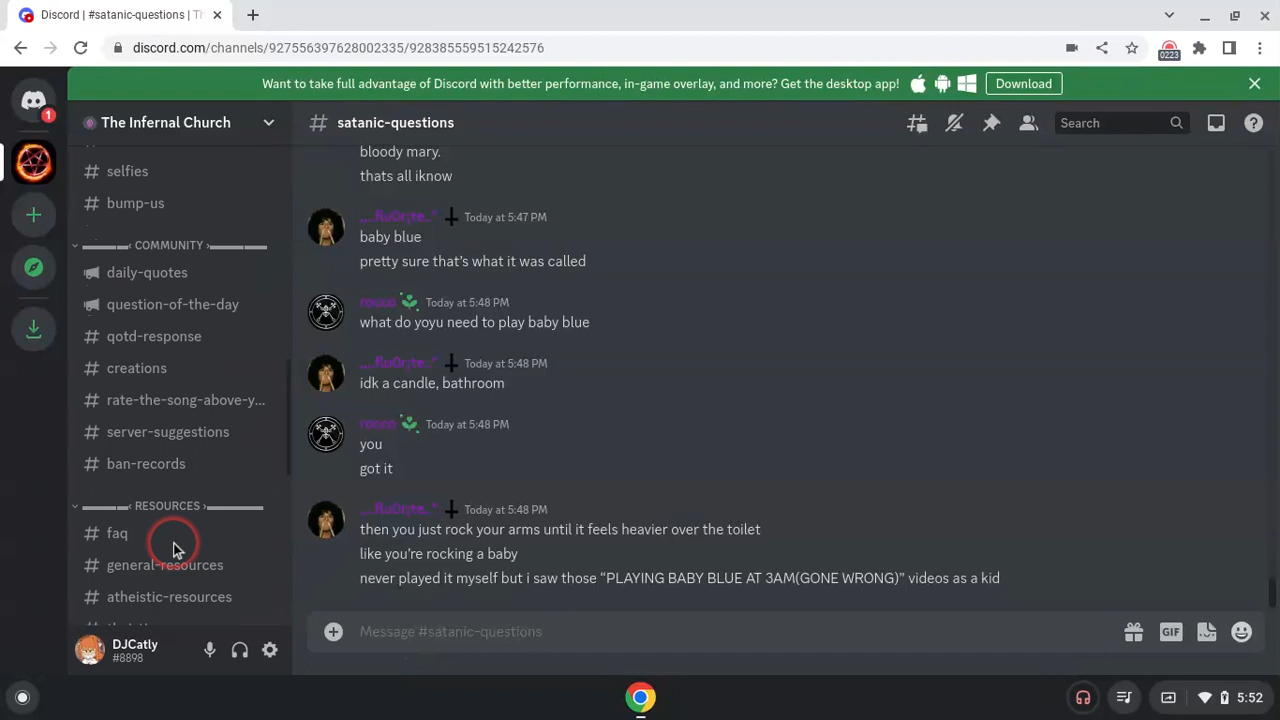 Discord | #satanic-questions | Th
discord.com/channels/927556397628002335/928385559515242576
0223
Want to take full advantage of Discord with better performance, in-game overlay, and more? Get the desktop app!
Download
1
The Infernal Church
selfies
bump-us
COMMUNITY
daily-quotes
question-of-the-day
qotd-response
creations
rate-the-song-above-y...
server-suggestions
ban-records
RESOURCES
faq
general-resources
atheistic-resources
DJCatly
#8898
# satanic-questions
Search
bloody mary.
thats all iknow
Today at 5:47 PM
baby blue
pretty sure that's what it was called
Today at 5:48 PM
what do yoyu need to play baby blue
Today at 5:48 PM
idk a candle, bathroom
Today at 5:48 PM
you
got it
Today at 5:48 PM
then you just rock your arms until it feels heavier over the toilet
like you're rocking a baby
never played it myself but i saw those “PLAYING BABY BLUE AT 3AM(GONE WRONG)” videos as a kid
Message #satanic-questions
GIF
5:52